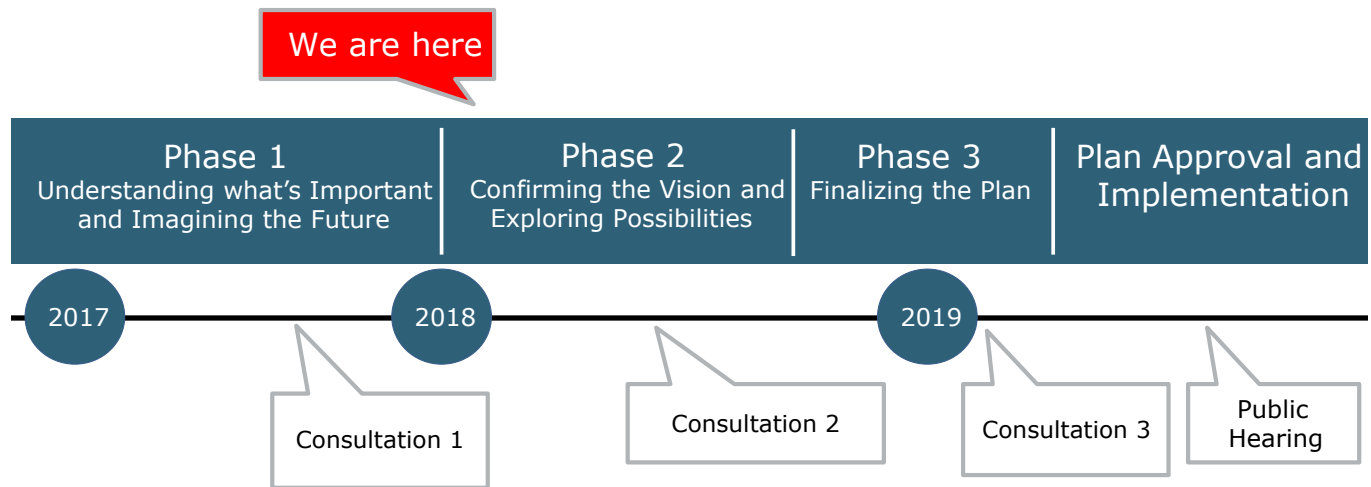 We are here
Phase 1
Understanding what's Important
and Imagining the Future
Phase 2
Confirming the Vision and
Exploring Possibilities
Phase 3
Finalizing the Plan
Plan Approval and
Implementation
2017
2018
2019
Consultation 1
Consultation 2
Consultation 3
Public
Hearing